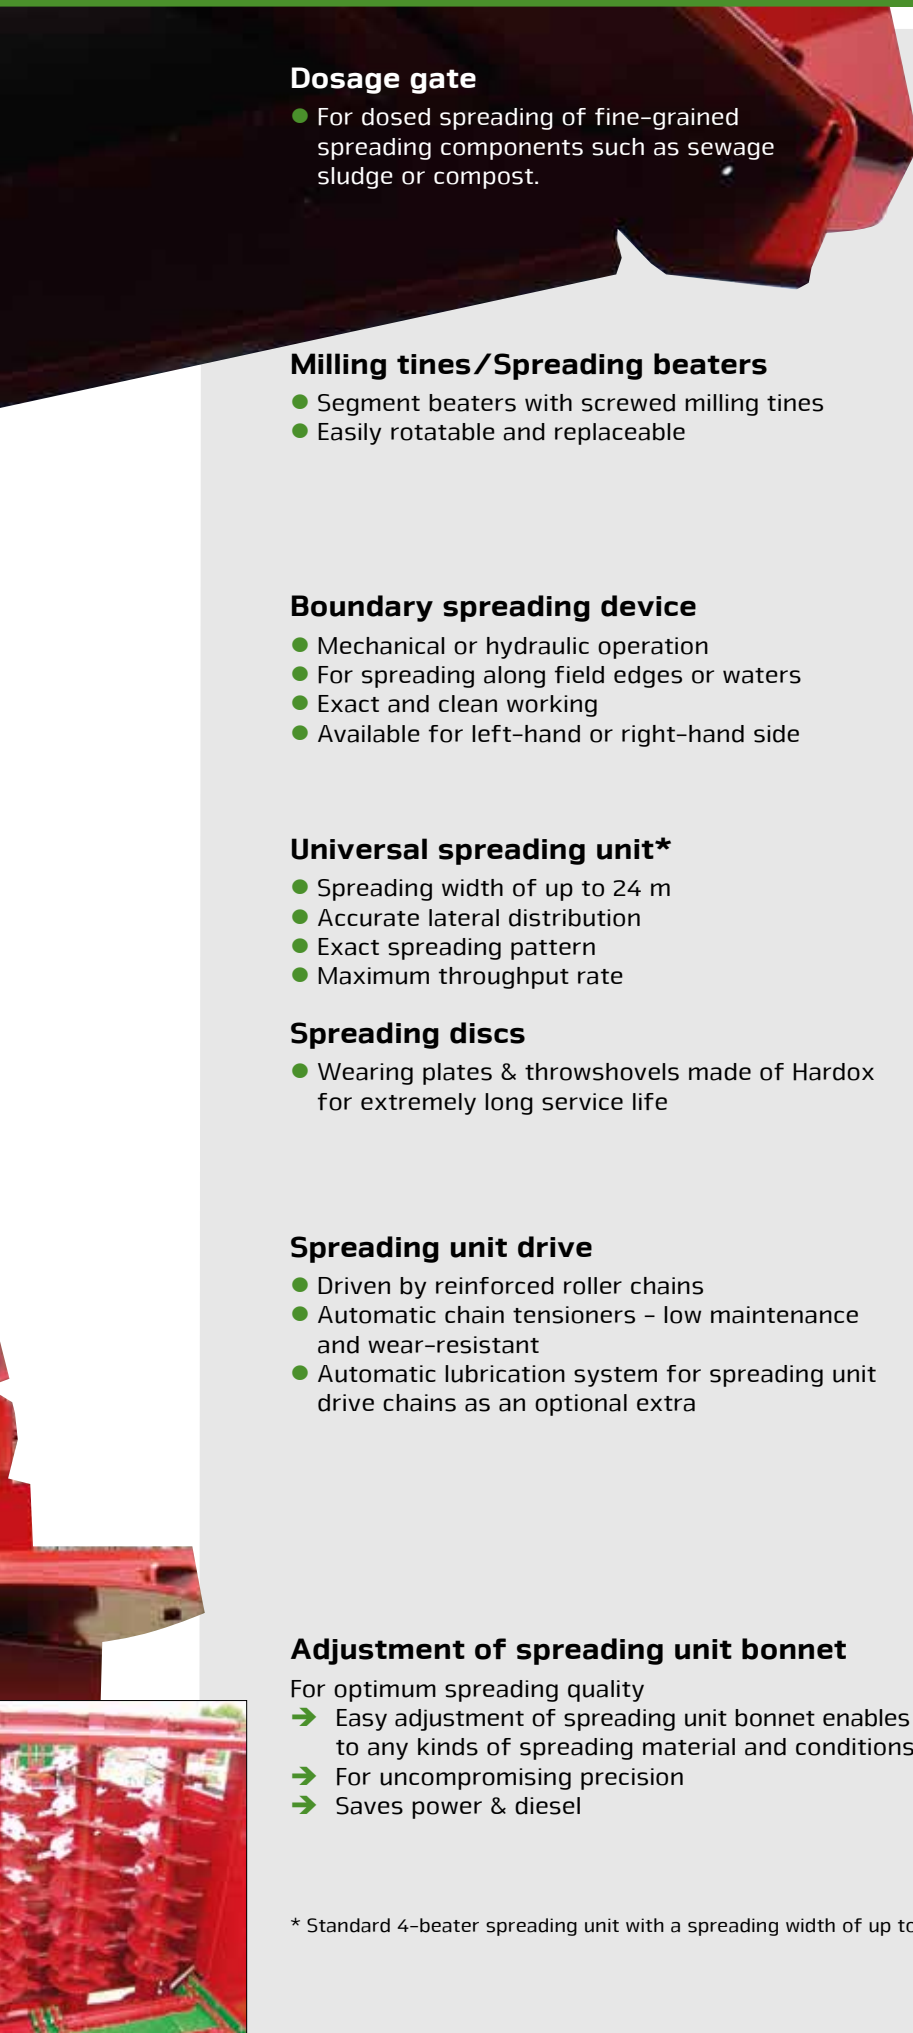 Dosage gate
● For dosed spreading of fine-grained
spreading components such as sewage
sludge or compost.
Milling tines/Spreading beaters
● Segment beaters with screwed milling tines
● Easily rotatable and replaceable
Boundary spreading device
● Mechanical or hydraulic operation
● For spreading along field edges or waters
● Exact and clean working
● Available for left-hand or right-hand side
Universal spreading unit*
● Spreading width of up to 24 m
● Accurate lateral distribution
● Exact spreading pattern
● Maximum throughput rate
Spreading discs
● Wearing plates & throwshovels made of Hardox
for extremely long service life
Spreading unit drive
● Driven by reinforced roller chains
● Automatic chain tensioners - low maintenance
and wear-resistant
● Automatic lubrication system for spreading unit
drive chains as an optional extra
Adjustment of spreading unit bonnet
For optimum spreading quality
➔ Easy adjustment of spreading unit bonnet enables
to any kinds of spreading material and conditions
➔ For uncompromising precision
➔ Saves power & diesel
* Standard 4-beater spreading unit with a spreading width of up to